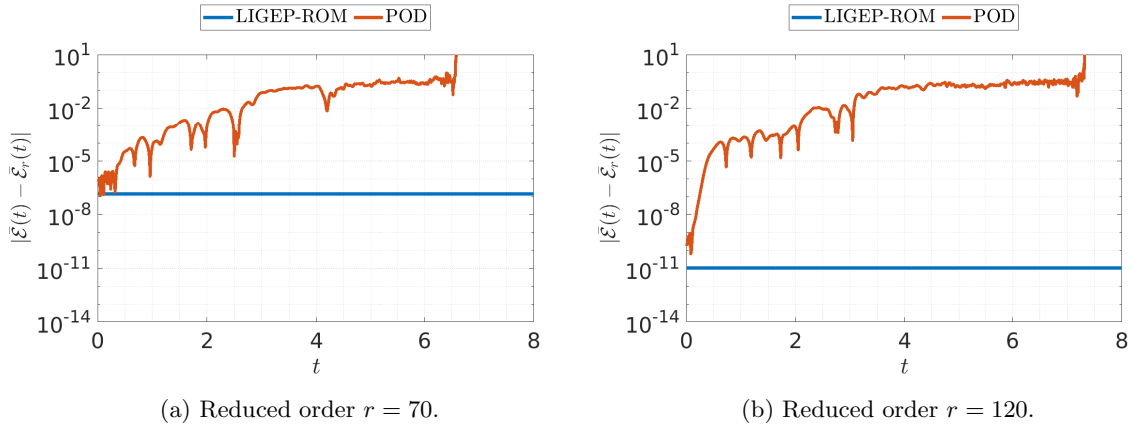 LIGEP-ROM POD
10^1
10^-2
10^-5
10^-8
10^-11
10^-14
|Ē(t) − Ē_r(t)|
0 2 4 6 8
t
(a) Reduced order r = 70.
LIGEP-ROM POD
10^1
10^-2
10^-5
10^-8
10^-11
10^-14
|Ē(t) − Ē_r(t)|
0 2 4 6 8
t
(b) Reduced order r = 120.